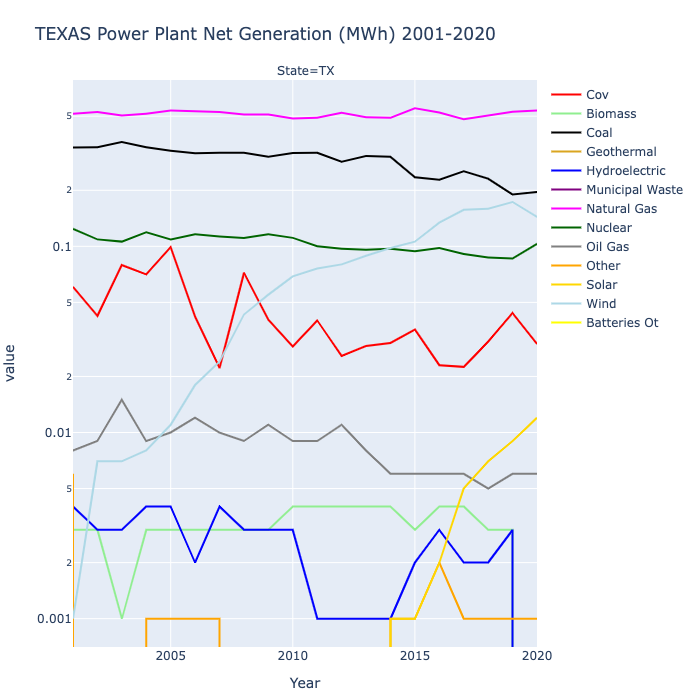 TEXAS Power Plant Net Generation (MWh) 2001-2020
State=TX
5
2
0.1
5
2
0.01
5
2
0.001
value
2005
2010
2015
2020
Year
Cov
Biomass
Coal
Geothermal
Hydroelectric
Municipal Waste
Natural Gas
Nuclear
Oil Gas
Other
Solar
Wind
Batteries Ot